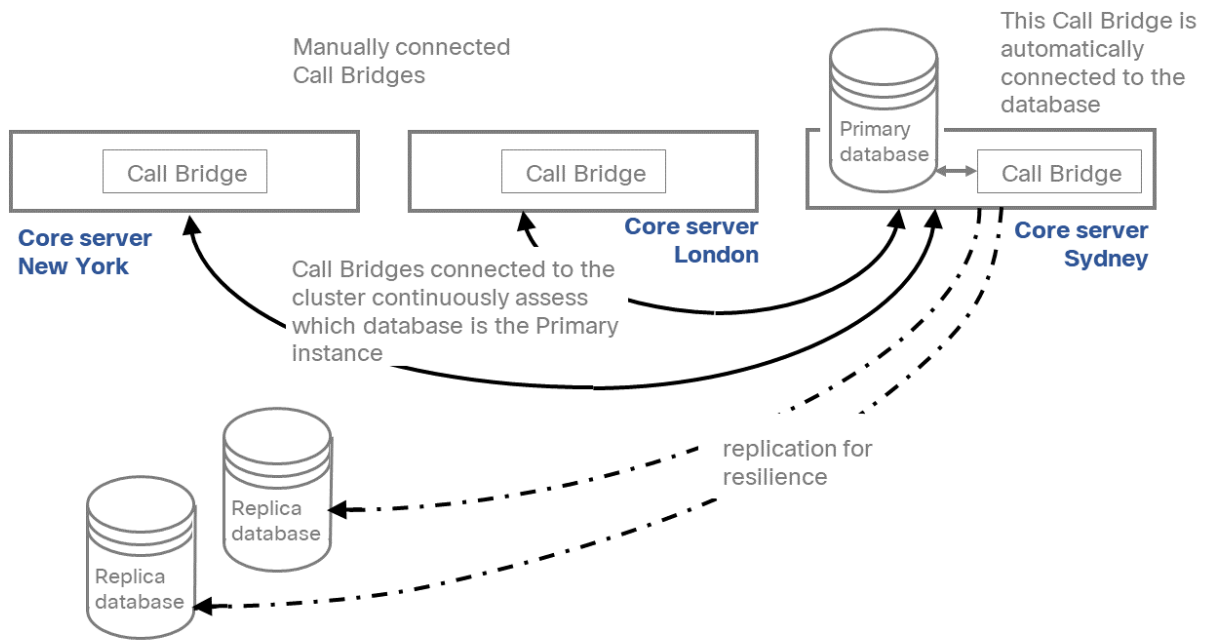 Manually connected
Call Bridges
This Call Bridge is
automatically
connected to the
database
Primary
database
Call Bridge
Call Bridge
Call Bridge
Core server
New York
Core server
London
Core server
Sydney
Call Bridges connected to the
cluster continuously assess
which database is the Primary
instance
replication for
resilience
Replica
database
Replica
database